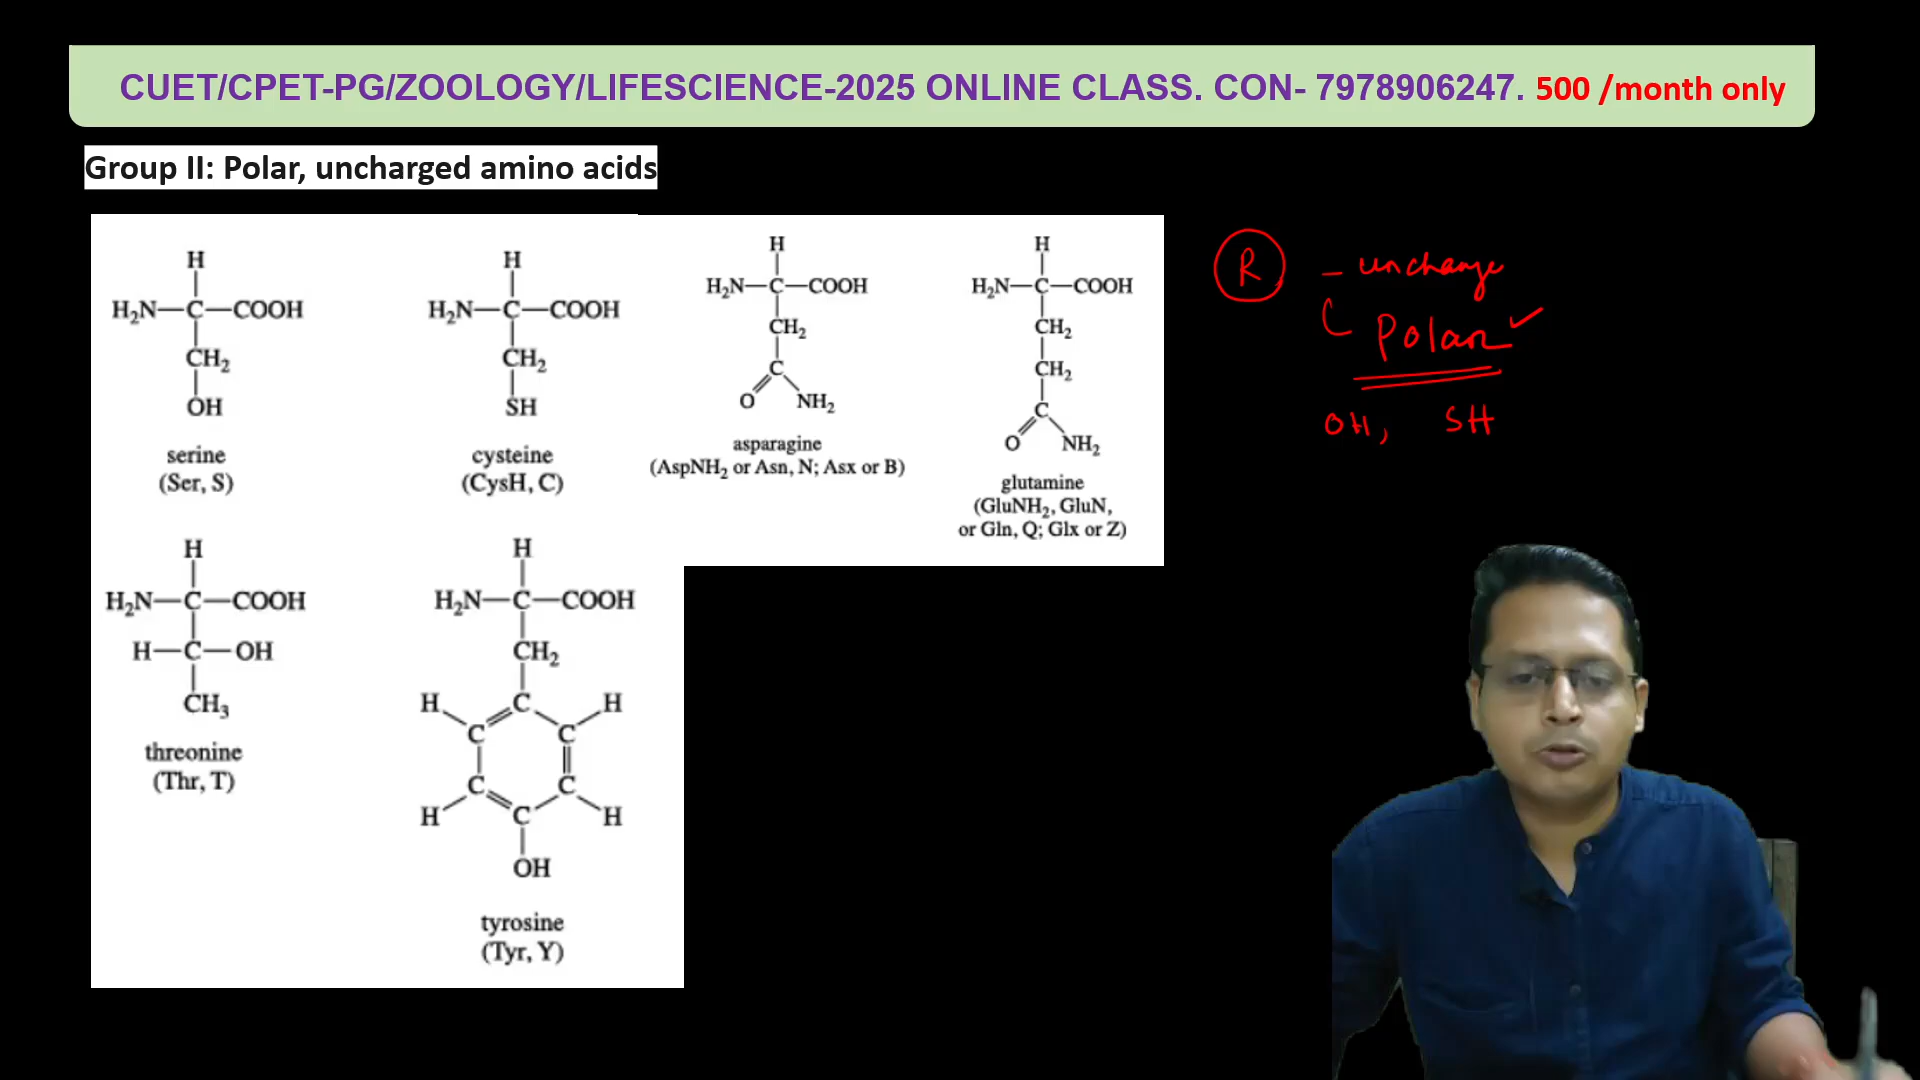 CUET/CPET-PG/ZOOLOGY/LIFESCIENCE-2025 ONLINE CLASS. CON- 7978906247. 500 /month only
Group II: Polar, uncharged amino acids
H
H₂N—C—COOH
CH₂
OH
serine
(Ser, S)
H
H₂N—C—COOH
CH₂
SH
cysteine
(CysH, C)
H
H₂N—C—COOH
CH₂
C
O NH₂
asparagine
(AspNH₂ or Asn, N; Asx or B)
H
H₂N—C—COOH
CH₂
CH₂
C
O NH₂
glutamine
(GluNH₂, GluN,
or Gln, Q; Glx or Z)
H
H₂N—C—COOH
H—C—OH
CH₃
threonine
(Thr, T)
H
H₂N—C—COOH
CH₂
H C H
C C
C C
H C H
OH
tyrosine
(Tyr, Y)
R – uncharge
Polar
OH, SH